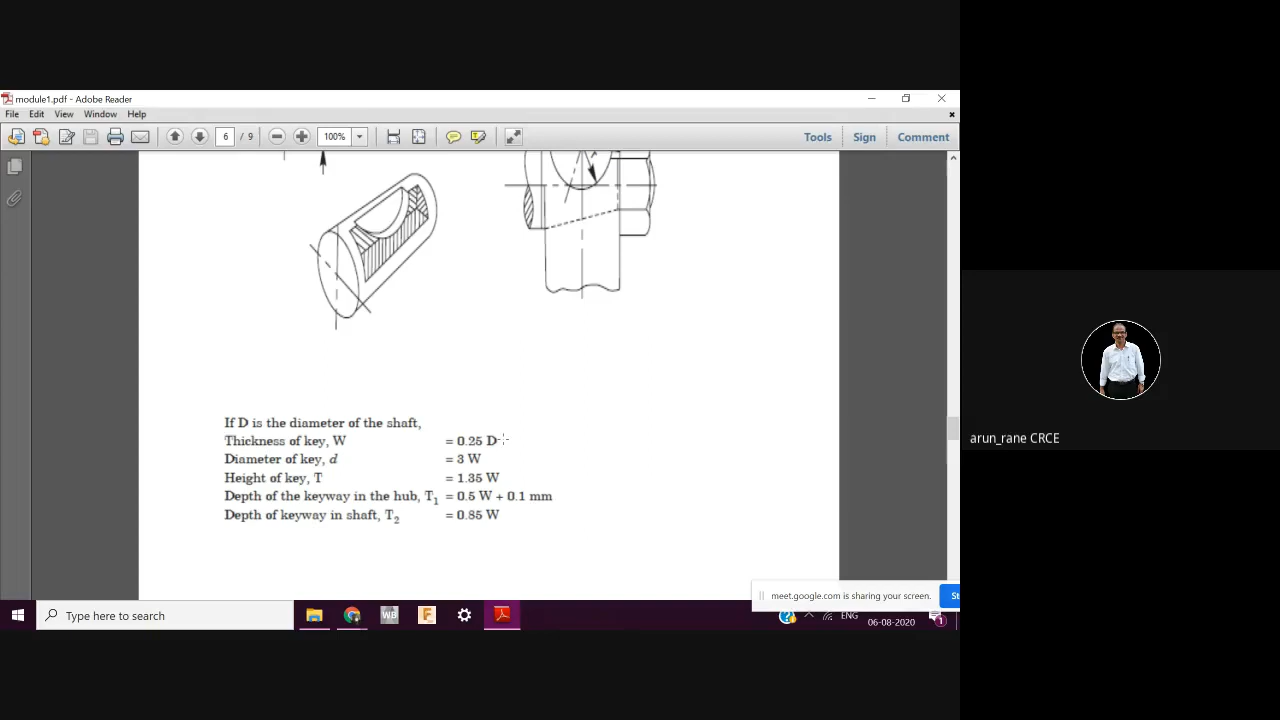 module1.pdf - Adobe Reader
File Edit View Window Help
6 / 9 100% Tools Sign Comment
If D is the diameter of the shaft,
Thickness of key, W = 0.25 D
Diameter of key, d = 3 W
Height of key, T = 1.35 W
Depth of the keyway in the hub, T1 = 0.5 W + 0.1 mm
Depth of keyway in shaft, T2 = 0.85 W
arun_rane CRCE
meet.google.com is sharing your screen. St
Type here to search
WB
F
ENG
06-08-2020
1